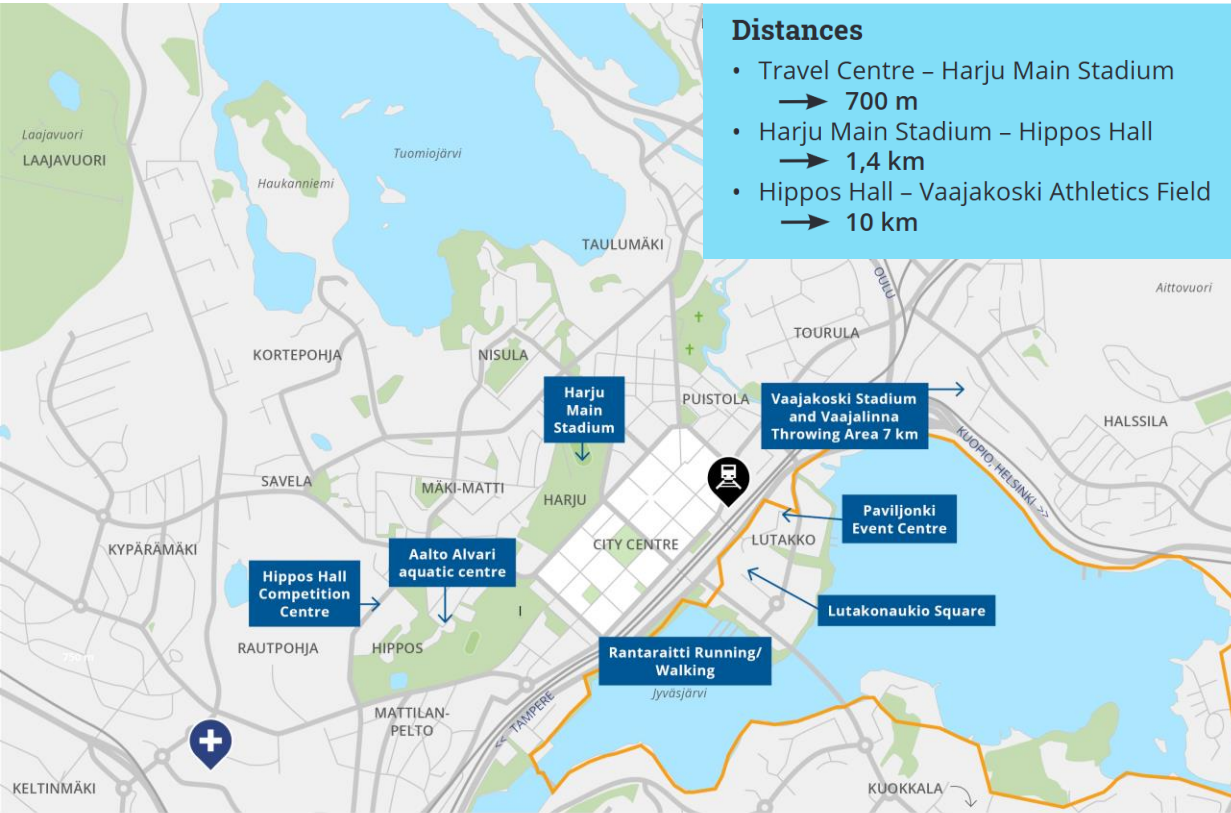 Distances
• Travel Centre – Harju Main Stadium
→ 700 m
• Harju Main Stadium – Hippos Hall
→ 1,4 km
• Hippos Hall – Vaajakoski Athletics Field
→ 10 km
Laajavuori
LAAJAVUORI
Tuomiojärvi
Haukanniemi
TAULUMÄKI
OULU
Aittovuori
TOURULA
KORTEPOHJA
NISULA
Harju
Main
Stadium
PUISTOLA
Vaajakoski Stadium
and Vaajalinna
Throwing Area 7 km
HALSSILA
KUOPIO, HELSINKI >>
SAVELA
MÄKI-MATTI
HARJU
Paviljonki
Event Centre
LUTAKKO
CITY CENTRE
KYPÄRÄMÄKI
Aalto Alvari
aquatic centre
Hippos Hall
Competition
Centre
Lutakonaukio Square
RAUTPOHJA
HIPPOS
Rantaraitti Running/
Walking
Jyväsjärvi
<< TAMPERE
MATTILAN-
PELTO
KELTINMÄKI
KUOKKALA